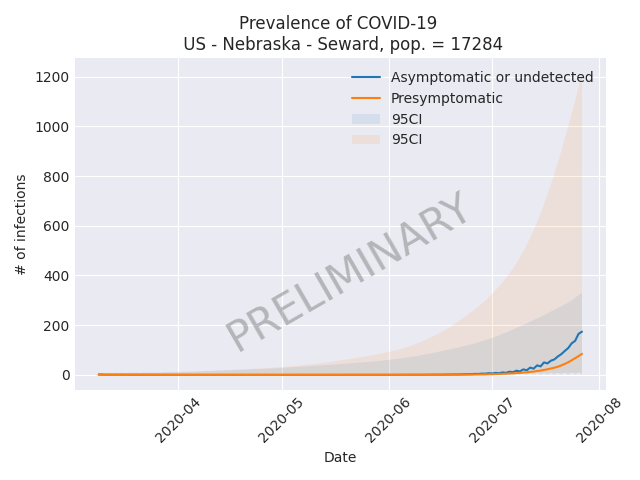 Prevalence of COVID-19
US - Nebraska - Seward, pop. = 17284
Asymptomatic or undetected
Presymptomatic
95CI
95CI
1200
1000
800
600
400
200
0
# of infections
PRELIMINARY
2020-04
2020-05
2020-06
2020-07
2020-08
Date